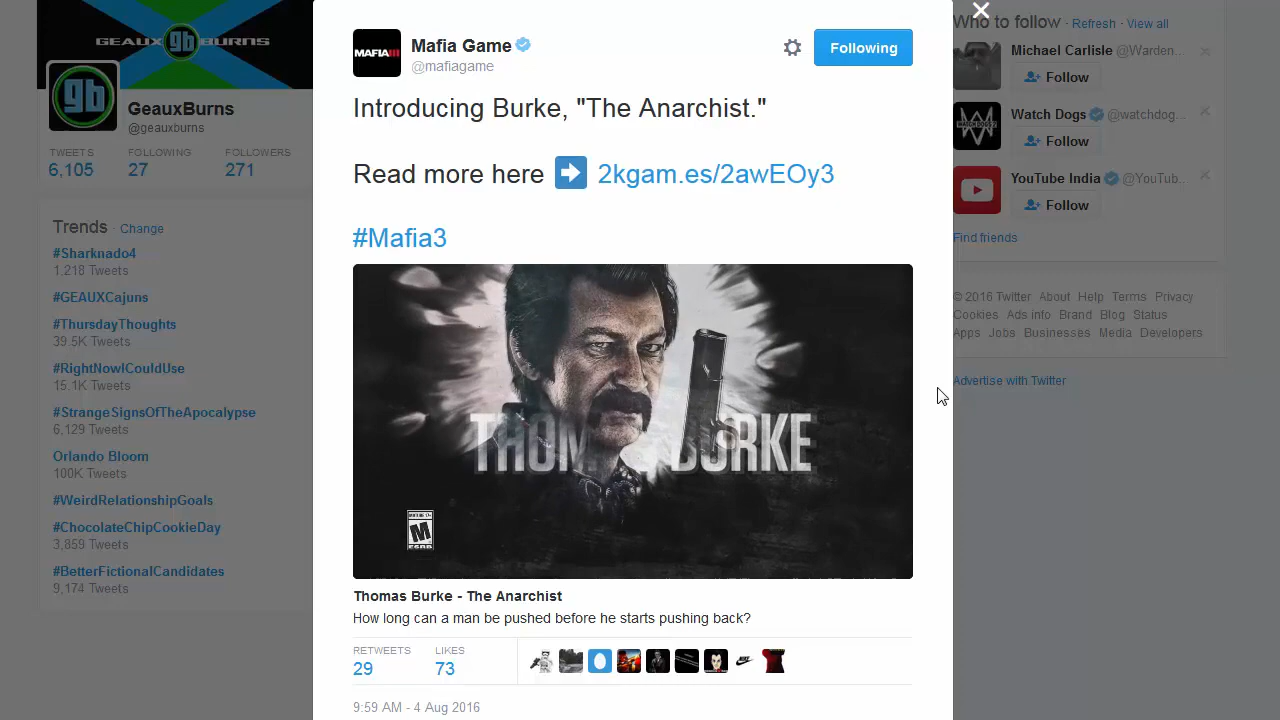 GEAUX gb BURNS
gb
GeauxBurns
@geauxburns
TWEETS FOLLOWING FOLLOWERS
6,105 27 271
Trends · Change
#Sharknado4
1,218 Tweets
#GEAUXCajuns
#ThursdayThoughts
39.5K Tweets
#RightNowICouldUse
15.1K Tweets
#StrangeSignsOfTheApocalypse
6,129 Tweets
Orlando Bloom
100K Tweets
#WeirdRelationshipGoals
#ChocolateChipCookieDay
3,859 Tweets
#BetterFictionalCandidates
9,174 Tweets
MAFIA III
Mafia Game
@mafiagame
Following
Introducing Burke, "The Anarchist."
Read more here ➡ 2kgam.es/2awEOy3
#Mafia3
THOM BURKE
MATURE 17+
M
ESRB
Thomas Burke - The Anarchist
How long can a man be pushed before he starts pushing back?
RETWEETS LIKES
29 73
9:59 AM - 4 Aug 2016
Who to follow · Refresh · View all
Michael Carlisle @Warden...
Follow
Watch Dogs @watchdog...
Follow
YouTube India @YouTub...
Follow
Find friends
© 2016 Twitter About Help Terms Privacy
Cookies Ads info Brand Blog Status
Apps Jobs Businesses Media Developers
Advertise with Twitter